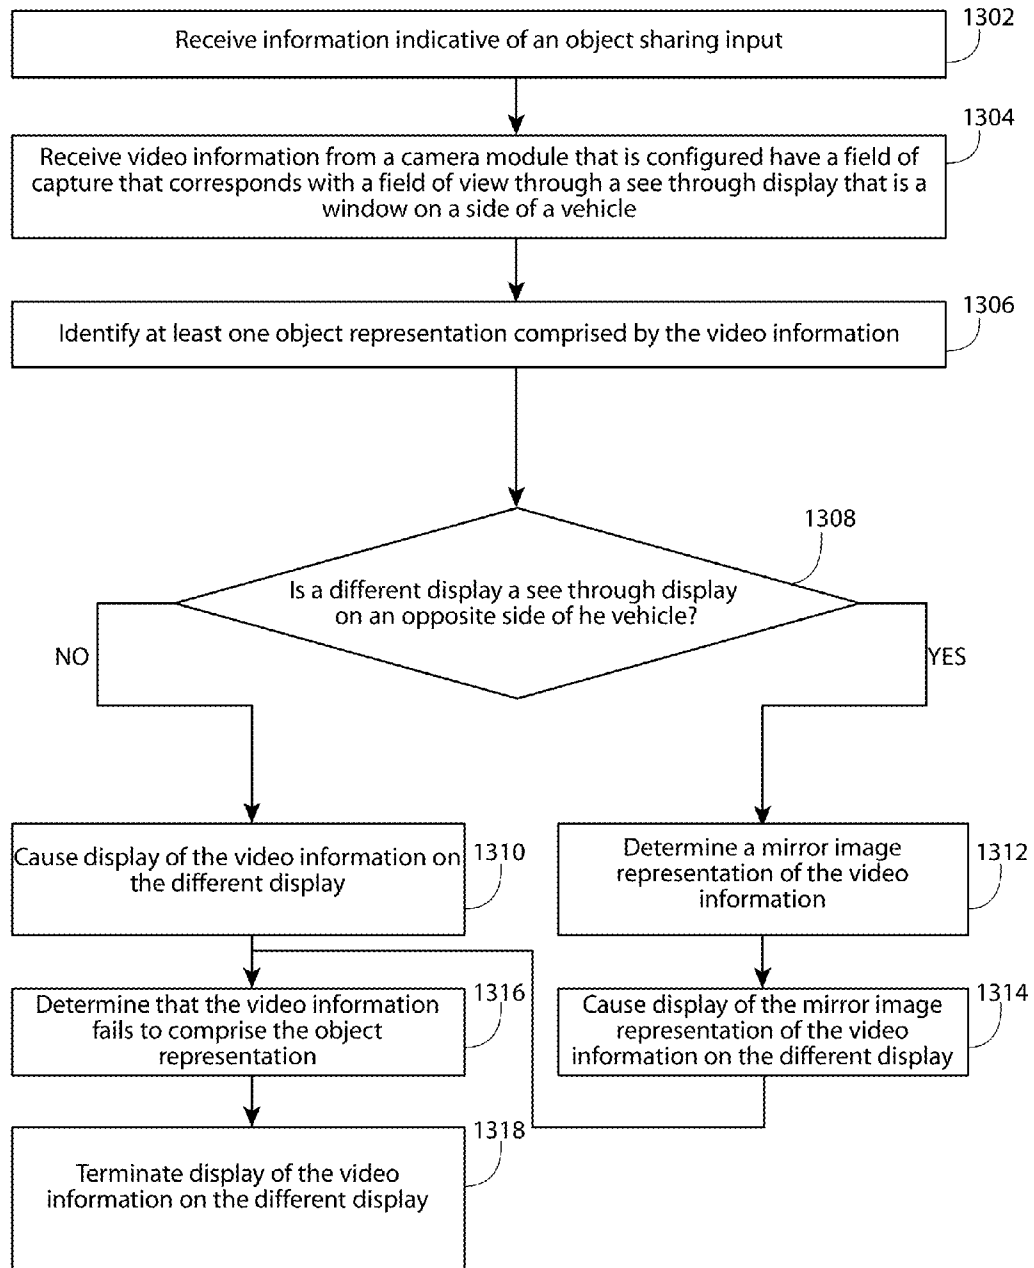 1302
Receive information indicative of an object sharing input
1304
Receive video information from a camera module that is configured have a field of
capture that corresponds with a field of view through a see through display that is a
window on a side of a vehicle
1306
Identify at least one object representation comprised by the video information
1308
Is a different display a see through display
on an opposite side of he vehicle?
NO
YES
Cause display of the video information on
the different display
1310
Determine a mirror image
representation of the video
information
1312
Determine that the video information
fails to comprise the object
representation
1316
Cause display of the mirror image
representation of the video
information on the different display
1314
1318
Terminate display of the video
information on the different display